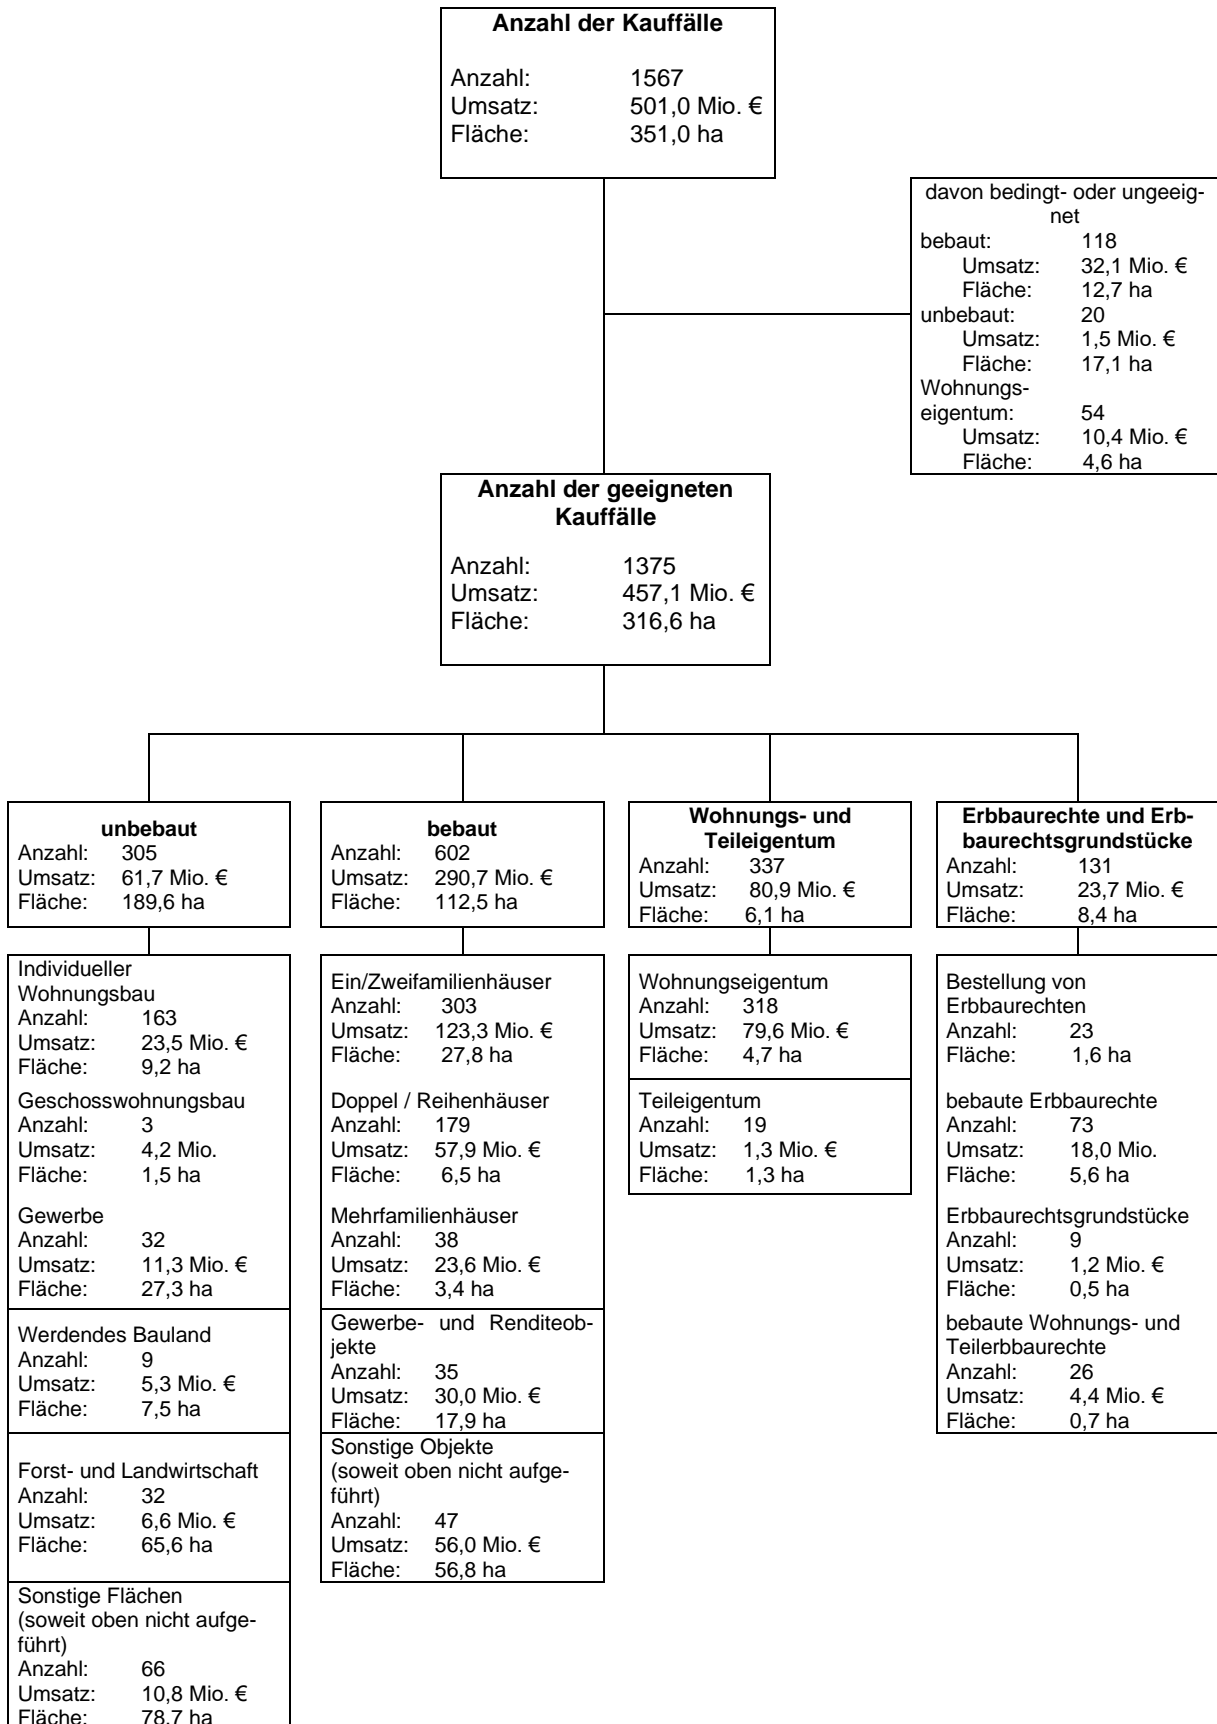 Anzahl der Kauffälle
Anzahl: 1567
Umsatz: 501,0 Mio. €
Fläche: 351,0 ha
davon bedingt- oder ungeeig-
net
bebaut: 118
Umsatz: 32,1 Mio. €
Fläche: 12,7 ha
unbebaut: 20
Umsatz: 1,5 Mio. €
Fläche: 17,1 ha
Wohnungs-
eigentum: 54
Umsatz: 10,4 Mio. €
Fläche: 4,6 ha
Anzahl der geeigneten
Kauffälle
Anzahl: 1375
Umsatz: 457,1 Mio. €
Fläche: 316,6 ha
unbebaut
Anzahl: 305
Umsatz: 61,7 Mio. €
Fläche: 189,6 ha
Individueller
Wohnungsbau
Anzahl: 163
Umsatz: 23,5 Mio. €
Fläche: 9,2 ha
Geschosswohnungsbau
Anzahl: 3
Umsatz: 4,2 Mio.
Fläche: 1,5 ha
Gewerbe
Anzahl: 32
Umsatz: 11,3 Mio. €
Fläche: 27,3 ha
Werdendes Bauland
Anzahl: 9
Umsatz: 5,3 Mio. €
Fläche: 7,5 ha
Forst- und Landwirtschaft
Anzahl: 32
Umsatz: 6,6 Mio. €
Fläche: 65,6 ha
Sonstige Flächen
(soweit oben nicht aufge-
führt)
Anzahl: 66
Umsatz: 10,8 Mio. €
Fläche: 78,7 ha
bebaut
Anzahl: 602
Umsatz: 290,7 Mio. €
Fläche: 112,5 ha
Ein/Zweifamilienhäuser
Anzahl: 303
Umsatz: 123,3 Mio. €
Fläche: 27,8 ha
Doppel / Reihenhäuser
Anzahl: 179
Umsatz: 57,9 Mio. €
Fläche: 6,5 ha
Mehrfamilienhäuser
Anzahl: 38
Umsatz: 23,6 Mio. €
Fläche: 3,4 ha
Gewerbe- und Renditeob-
jekte
Anzahl: 35
Umsatz: 30,0 Mio. €
Fläche: 17,9 ha
Sonstige Objekte
(soweit oben nicht aufge-
führt)
Anzahl: 47
Umsatz: 56,0 Mio. €
Fläche: 56,8 ha
Wohnungs- und
Teileigentum
Anzahl: 337
Umsatz: 80,9 Mio. €
Fläche: 6,1 ha
Wohnungseigentum
Anzahl: 318
Umsatz: 79,6 Mio. €
Fläche: 4,7 ha
Teileigentum
Anzahl: 19
Umsatz: 1,3 Mio. €
Fläche: 1,3 ha
Erbbaurechte und Erb-
baurechtsgrundstücke
Anzahl: 131
Umsatz: 23,7 Mio. €
Fläche: 8,4 ha
Bestellung von
Erbbaurechten
Anzahl: 23
Fläche: 1,6 ha
bebaute Erbbaurechte
Anzahl: 73
Umsatz: 18,0 Mio.
Fläche: 5,6 ha
Erbbaurechtsgrundstücke
Anzahl: 9
Umsatz: 1,2 Mio. €
Fläche: 0,5 ha
bebaute Wohnungs- und
Teilerbbaurechte
Anzahl: 26
Umsatz: 4,4 Mio. €
Fläche: 0,7 ha